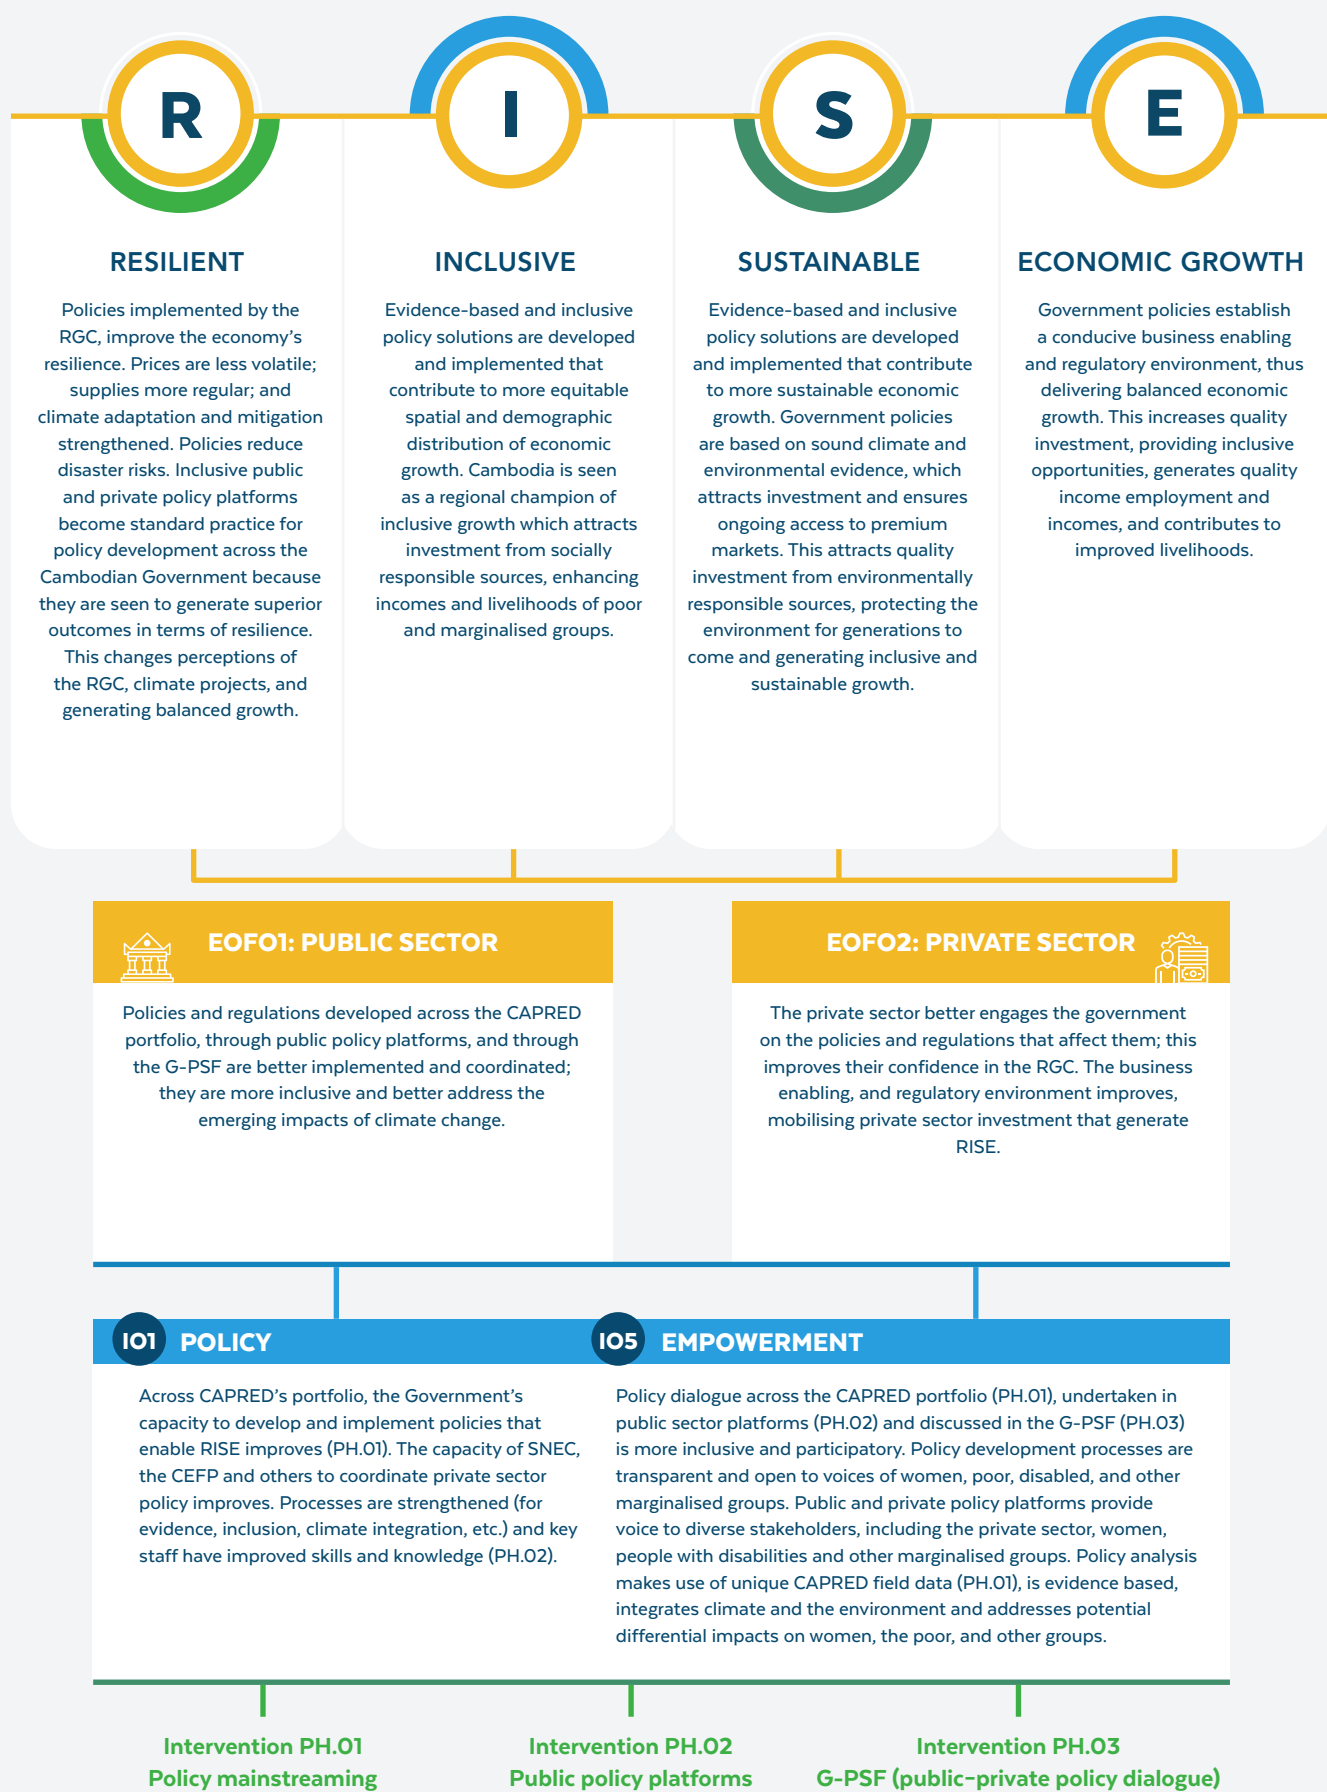 R
I
S
E
RESILIENT
Policies implemented by the
RGC, improve the economy's
resilience. Prices are less volatile;
supplies more regular; and
climate adaptation and mitigation
strengthened. Policies reduce
disaster risks. Inclusive public
and private policy platforms
become standard practice for
policy development across the
Cambodian Government because
they are seen to generate superior
outcomes in terms of resilience.
This changes perceptions of
the RGC, climate projects, and
generating balanced growth.
INCLUSIVE
Evidence-based and inclusive
policy solutions are developed
and implemented that
contribute to more equitable
spatial and demographic
distribution of economic
growth. Cambodia is seen
as a regional champion of
inclusive growth which attracts
investment from socially
responsible sources, enhancing
incomes and livelihoods of poor
and marginalised groups.
SUSTAINABLE
Evidence-based and inclusive
policy solutions are developed
and implemented that contribute
to more sustainable economic
growth. Government policies
are based on sound climate and
environmental evidence, which
attracts investment and ensures
ongoing access to premium
markets. This attracts quality
investment from environmentally
responsible sources, protecting the
environment for generations to
come and generating inclusive and
sustainable growth.
ECONOMIC GROWTH
Government policies establish
a conducive business enabling
and regulatory environment, thus
delivering balanced economic
growth. This increases quality
investment, providing inclusive
opportunities, generates quality
income employment and
incomes, and contributes to
improved livelihoods.
EOFO1: PUBLIC SECTOR
Policies and regulations developed across the CAPRED
portfolio, through public policy platforms, and through
the G-PSF are better implemented and coordinated;
they are more inclusive and better address the
emerging impacts of climate change.
EOFO2: PRIVATE SECTOR
The private sector better engages the government
on the policies and regulations that affect them; this
improves their confidence in the RGC. The business
enabling, and regulatory environment improves,
mobilising private sector investment that generate
RISE.
IO1 POLICY
Across CAPRED's portfolio, the Government's
capacity to develop and implement policies that
enable RISE improves (PH.01). The capacity of SNEC,
the CEFP and others to coordinate private sector
policy improves. Processes are strengthened (for
evidence, inclusion, climate integration, etc.) and key
staff have improved skills and knowledge (PH.02).
IO5 EMPOWERMENT
Policy dialogue across the CAPRED portfolio (PH.01), undertaken in
public sector platforms (PH.02) and discussed in the G-PSF (PH.03)
is more inclusive and participatory. Policy development processes are
transparent and open to voices of women, poor, disabled, and other
marginalised groups. Public and private policy platforms provide
voice to diverse stakeholders, including the private sector, women,
people with disabilities and other marginalised groups. Policy analysis
makes use of unique CAPRED field data (PH.01), is evidence based,
integrates climate and the environment and addresses potential
differential impacts on women, the poor, and other groups.
Intervention PH.01
Policy mainstreaming
Intervention PH.02
Public policy platforms
Intervention PH.03
G-PSF (public-private policy dialogue)